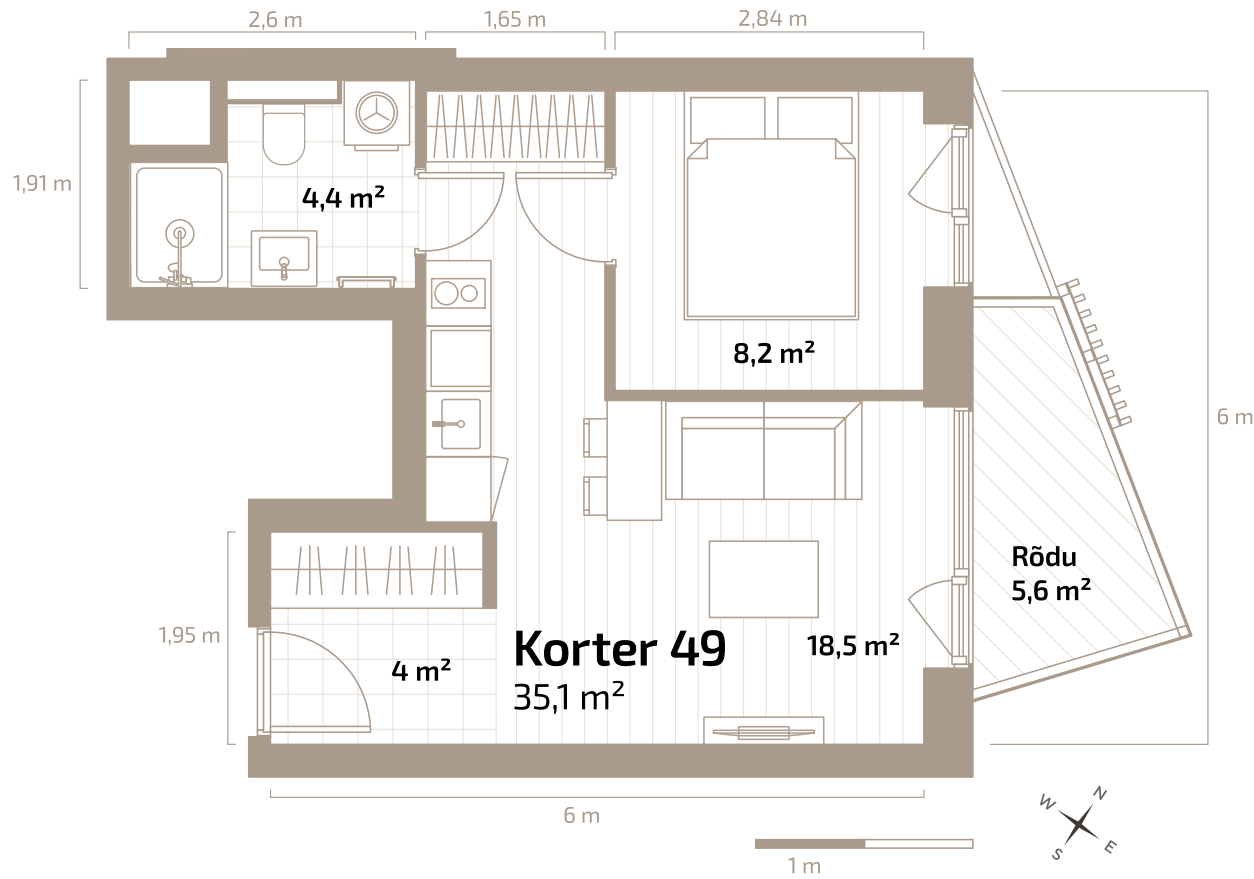 2,6 m
1,65 m
2,84 m
1,91 m
4,4 m²
8,2 m²
6 m
Rõdu
5,6 m²
1,95 m
4 m²
Korter 49
35,1 m²
18,5 m²
6 m
1 m
N
W
E
S